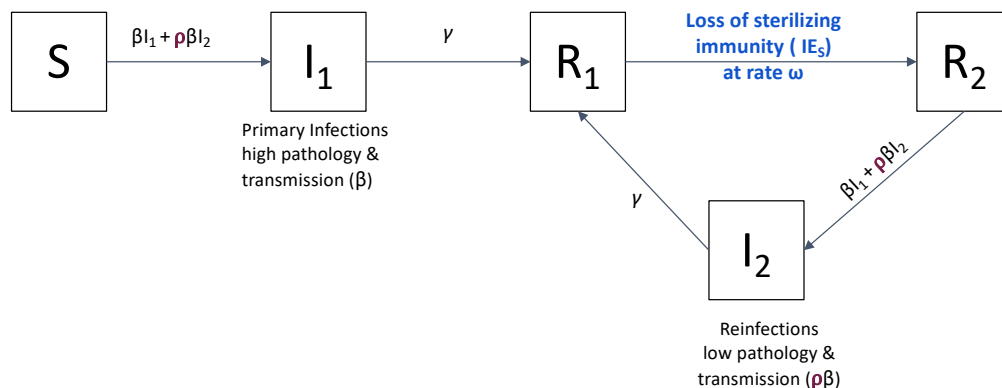 S
βI₁ + ρβI₂
I₁
γ
R₁
Loss of sterilizing
immunity ( IEₛ)
at rate ω
R₂
Primary Infections
high pathology &
transmission (β)
βI₁ + ρβI₂
γ
I₂
Reinfections
low pathology &
transmission (ρβ)